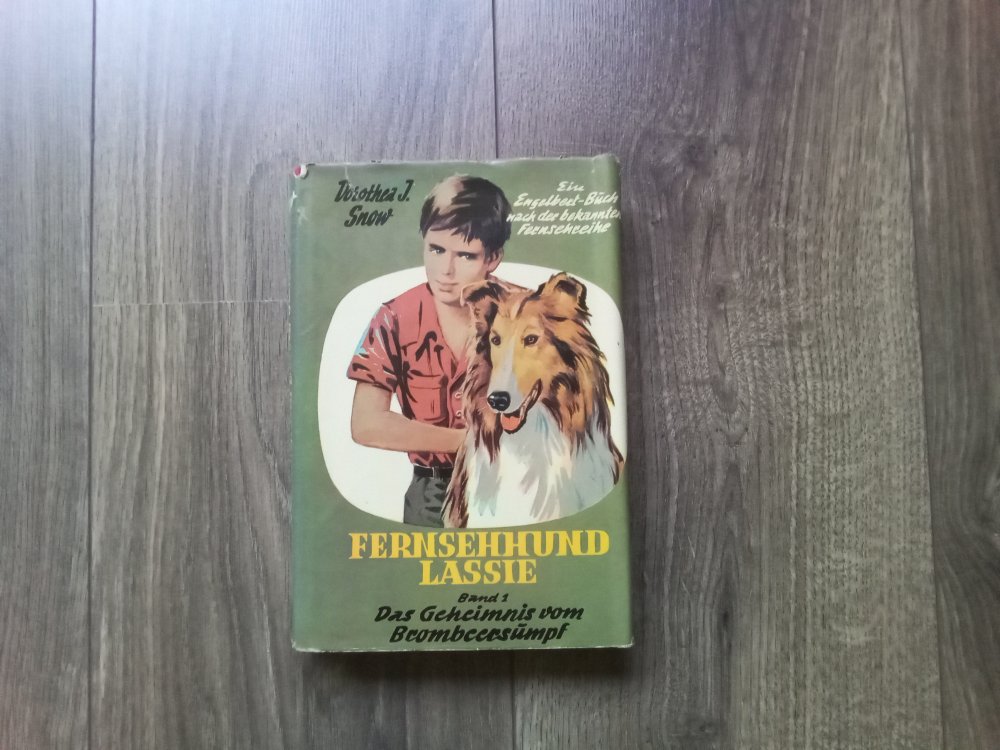 Dorothea J.
Snow
Ein
Engelbert-Buch
nach der bekannten
Fernsehreihe
FERNSEHHUND
LASSIE
Band 1
Das Geheimnis vom
Brombeersumpf